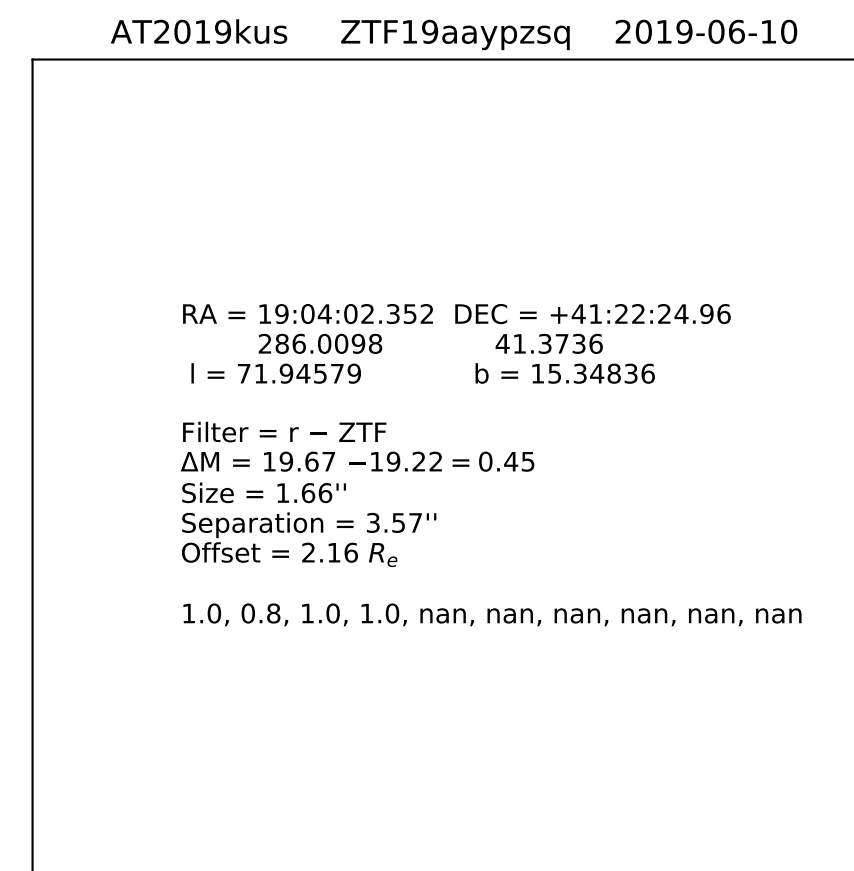 AT2019kus ZTF19aaypzsq 2019-06-10
RA = 19:04:02.352 DEC = +41:22:24.96
286.0098 41.3736
l = 71.94579 b = 15.34836
Filter = r − ZTF
ΔM = 19.67 −19.22 = 0.45
Size = 1.66''
Separation = 3.57''
Offset = 2.16 Re
1.0, 0.8, 1.0, 1.0, nan, nan, nan, nan, nan, nan